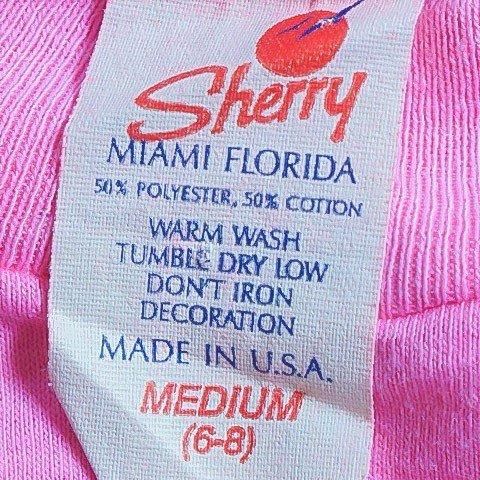 Sherry
MIAMI FLORIDA
50% POLYESTER, 50% COTTON
WARM WASH
TUMBLE DRY LOW
DON'T IRON
DECORATION
MADE IN U.S.A.
MEDIUM
(6-8)